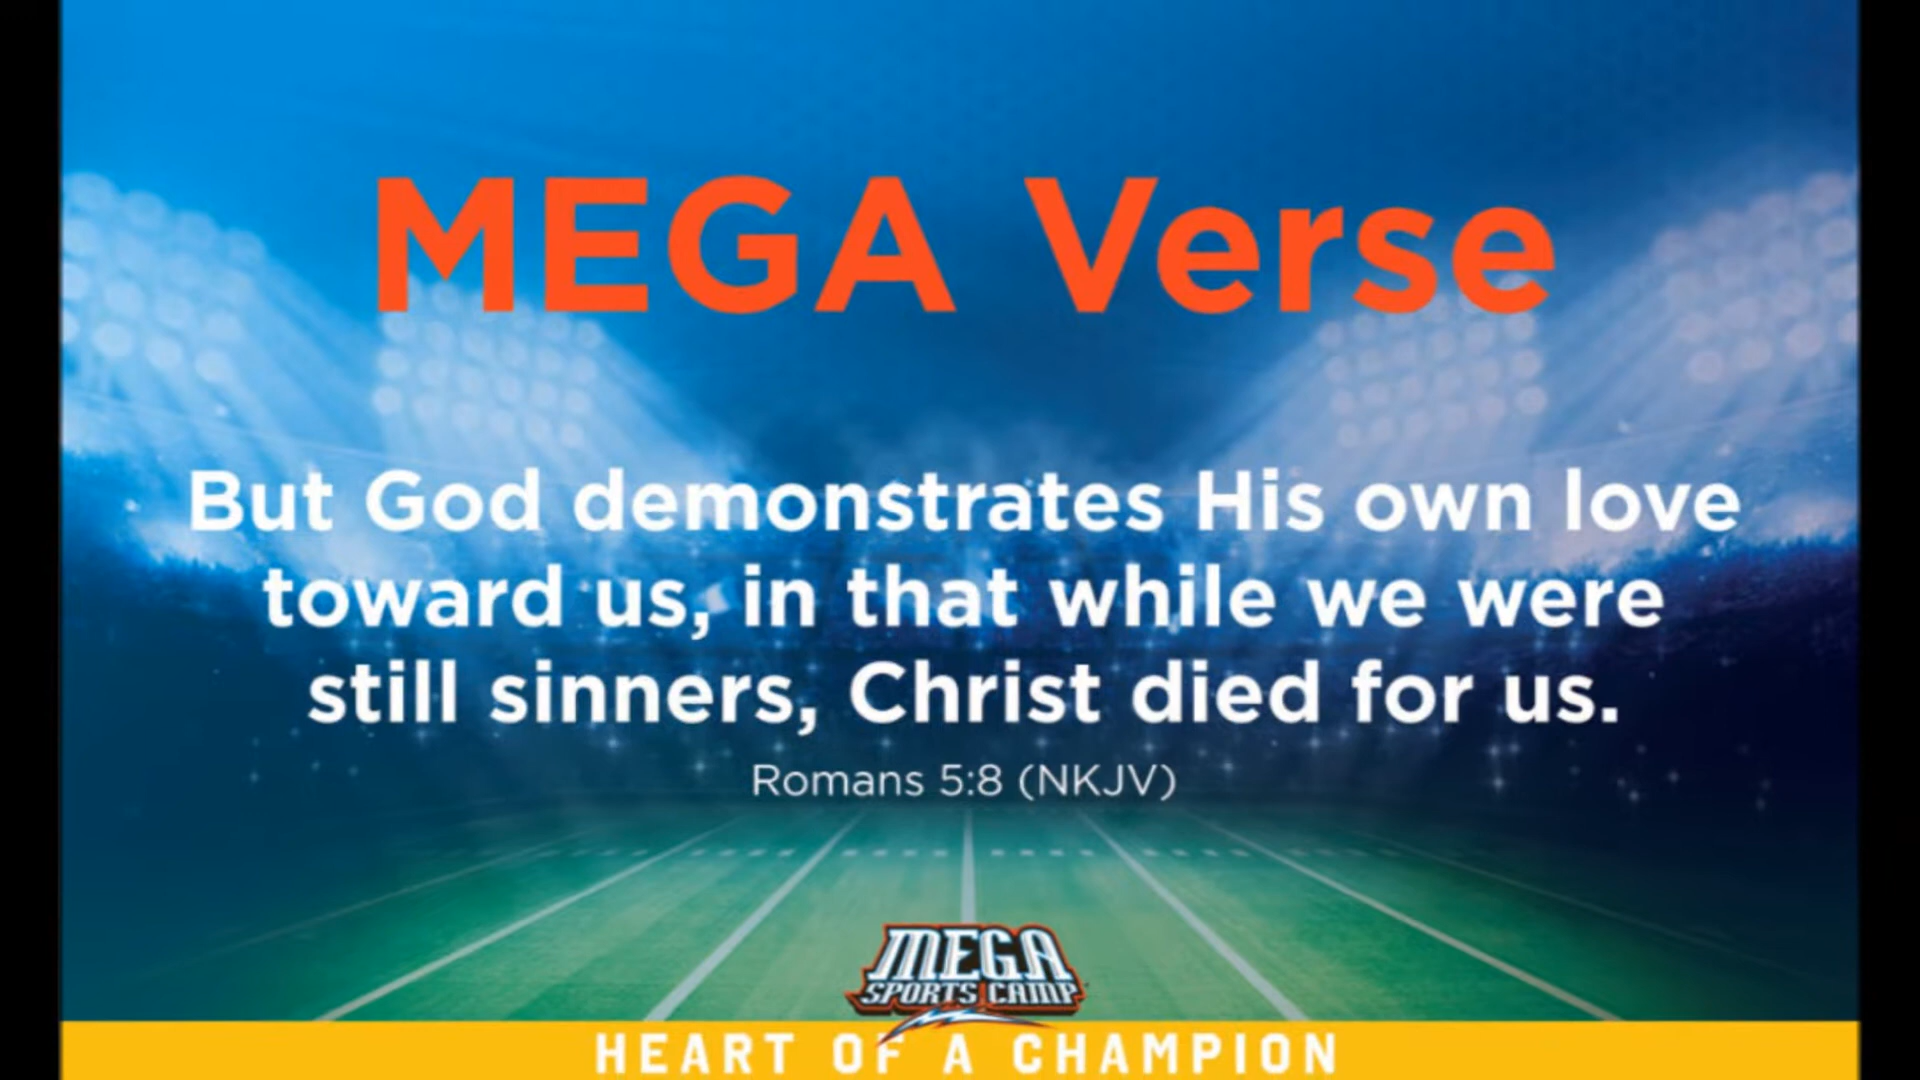 MEGA Verse
But God demonstrates His own love
toward us, in that while we were
still sinners, Christ died for us.
Romans 5:8 (NKJV)
MEGA
SPORTS CAMP
HEART OF A CHAMPION